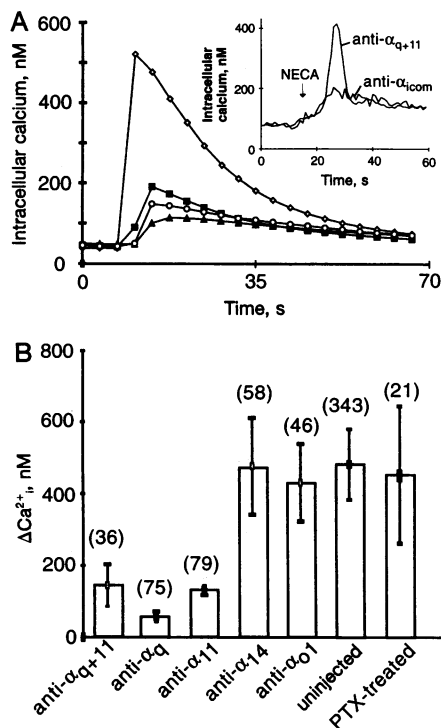 A
Intracellular calcium, nM
600
500
200
100
0
0
35
70
Time, s
Intracellular calcium, nM
400
200
0
0
20
40
60
Time, s
NECA
anti-αq+11
anti-αicom
B
ΔCa²⁺i, nM
800
600
400
200
0
(36)
(75)
(79)
(58)
(46)
(343)
(21)
anti-αq+11
anti-αq
anti-α11
anti-α14
anti-αo1
uninjected
PTX-treated